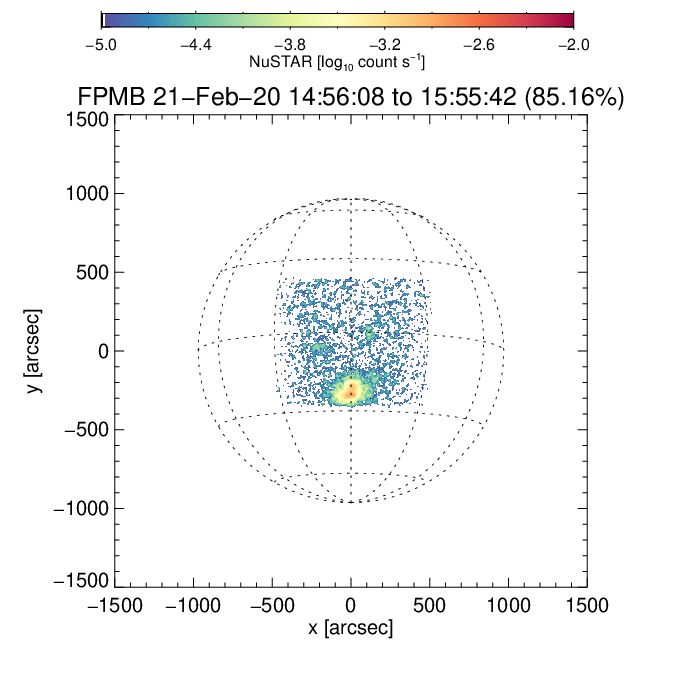 −5.0 −4.4 −3.8 −3.2 −2.6 −2.0
NuSTAR [log₁₀ count s⁻¹]
FPMB 21−Feb−20 14:56:08 to 15:55:42 (85.16%)
1500
1000
500
0
−500
−1000
−1500
y [arcsec]
−1500 −1000 −500 0 500 1000 1500
x [arcsec]